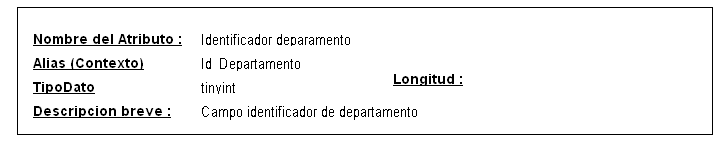 Nombre del Atributo : Identificador deparamento
Alias (Contexto) Id Departamento
Longitud :
TipoDato tinyint
Descripcion breve : Campo identificador de departamento